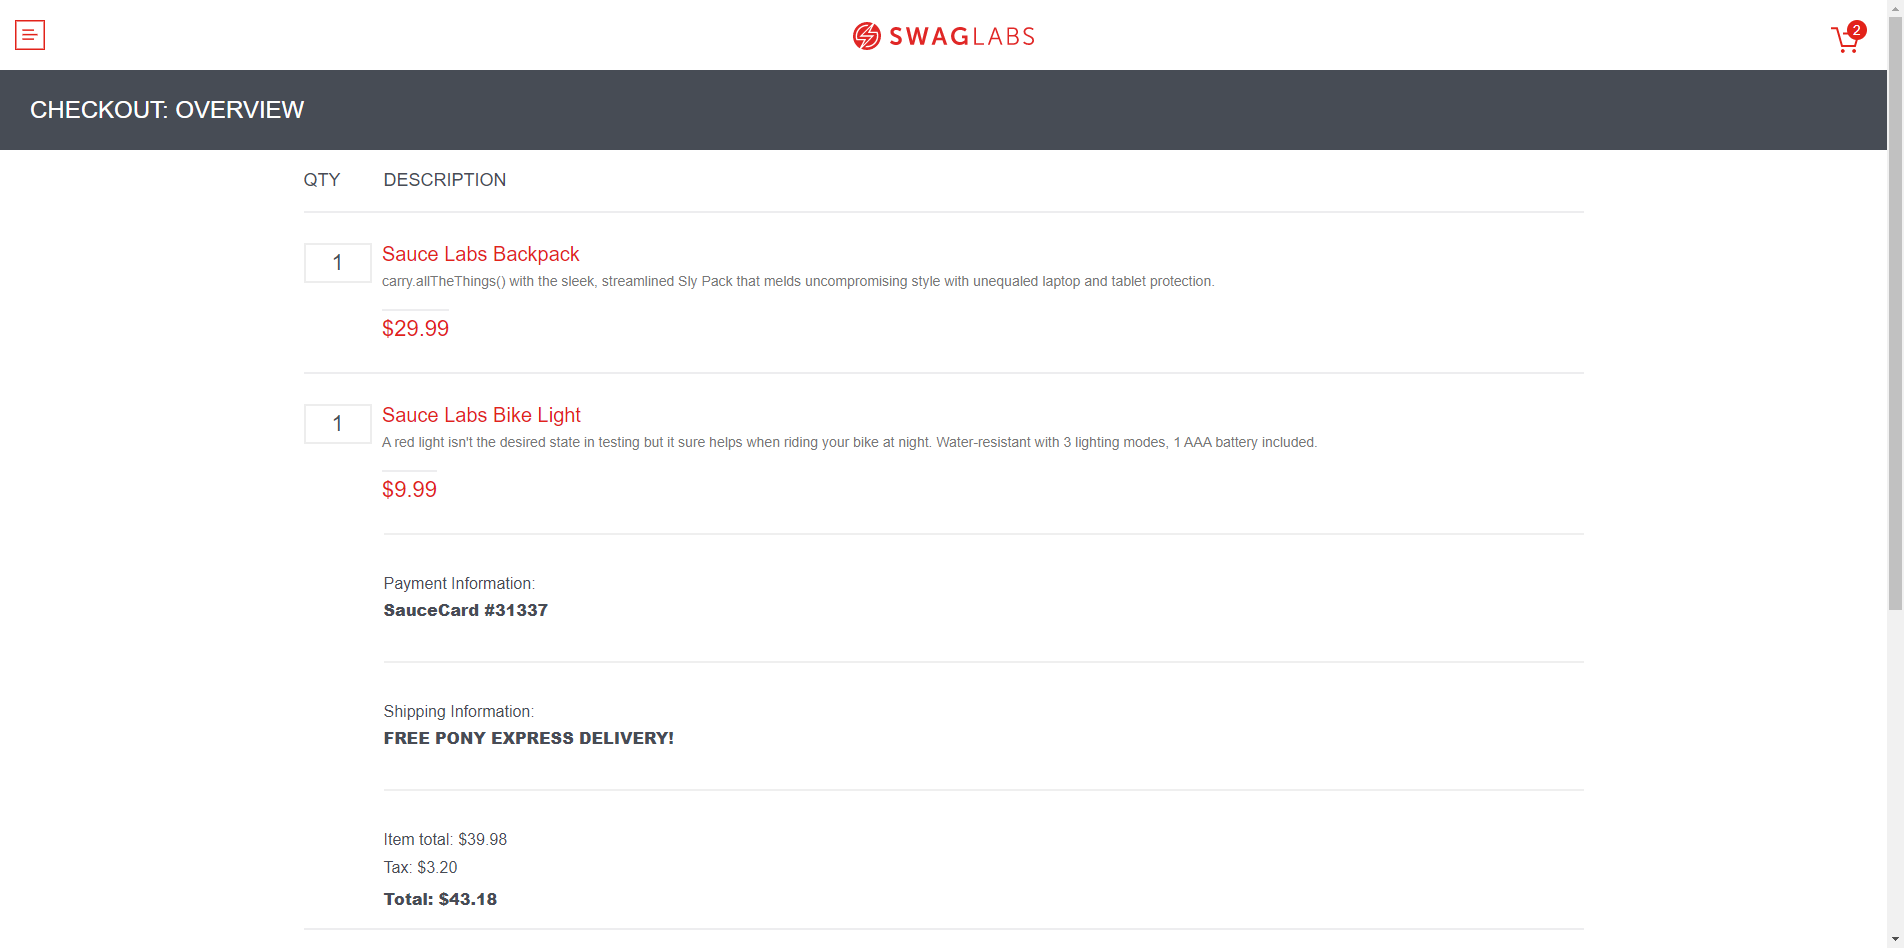 SWAGLABS
2
CHECKOUT: OVERVIEW
QTY DESCRIPTION
1 Sauce Labs Backpack
carry.allTheThings() with the sleek, streamlined Sly Pack that melds uncompromising style with unequaled laptop and tablet protection.
$29.99
1 Sauce Labs Bike Light
A red light isn't the desired state in testing but it sure helps when riding your bike at night. Water-resistant with 3 lighting modes, 1 AAA battery included.
$9.99
Payment Information:
SauceCard #31337
Shipping Information:
FREE PONY EXPRESS DELIVERY!
Item total: $39.98
Tax: $3.20
Total: $43.18